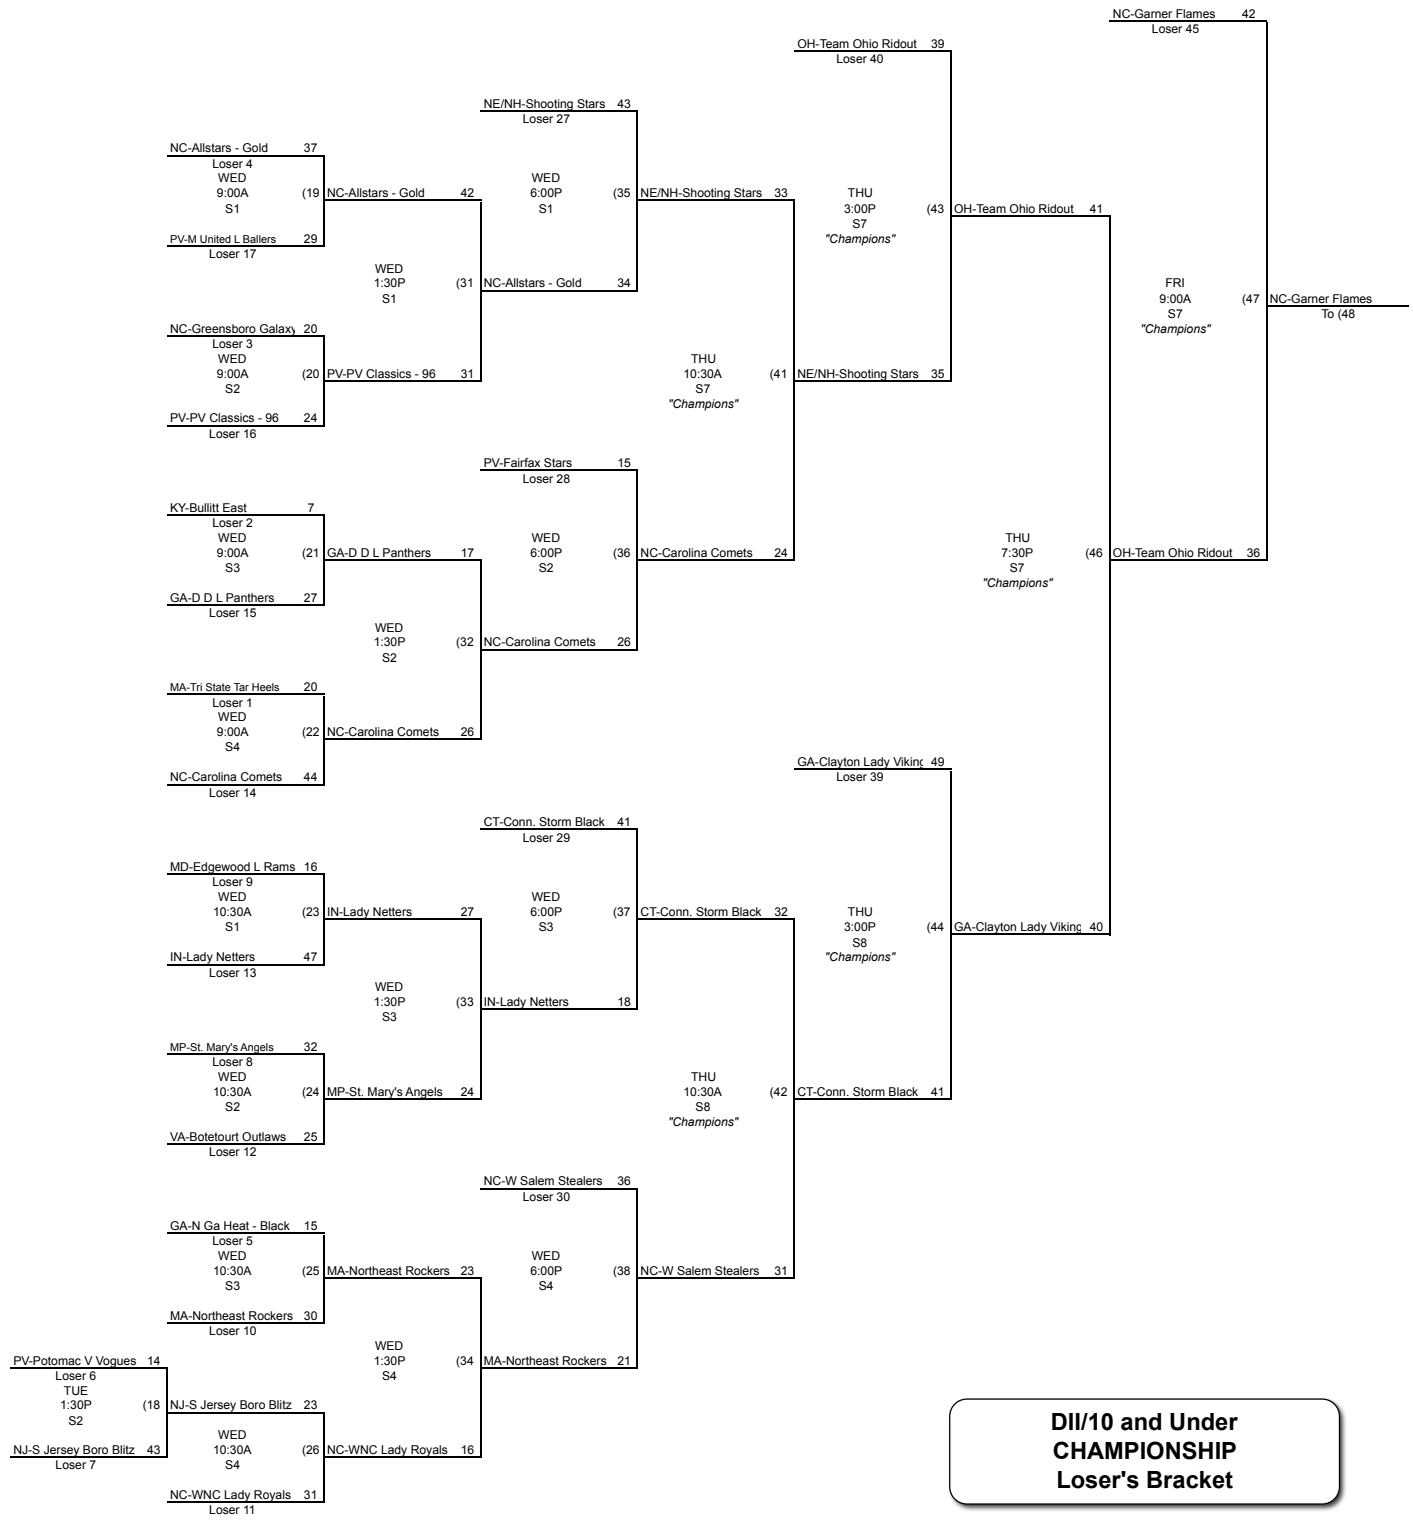 NC-Garner Flames 42
Loser 45
OH-Team Ohio Ridout 39
Loser 40
NE/NH-Shooting Stars 43
Loser 27
NC-Allstars - Gold 37
Loser 4
WED
9:00A (19 NC-Allstars - Gold 42
S1
PV-M United L Ballers 29
Loser 17
WED
6:00P (35 NE/NH-Shooting Stars 33
S1
THU
3:00P (43 OH-Team Ohio Ridout 41
S7
"Champions"
WED
1:30P (31 NC-Allstars - Gold 34
S1
FRI
9:00A (47 NC-Garner Flames
S7 To (48
"Champions"
NC-Greensboro Galaxy 20
Loser 3
WED
9:00A (20 PV-PV Classics - 96 31
S2
PV-PV Classics - 96 24
Loser 16
THU
10:30A (41 NE/NH-Shooting Stars 35
S7
"Champions"
PV-Fairfax Stars 15
Loser 28
KY-Bullitt East 7
Loser 2
WED
9:00A (21 GA-D D L Panthers 17
S3
GA-D D L Panthers 27
Loser 15
WED
6:00P (36 NC-Carolina Comets 24
S2
THU
7:30P (46 OH-Team Ohio Ridout 36
S7
"Champions"
WED
1:30P (32 NC-Carolina Comets 26
S2
MA-Tri State Tar Heels 20
Loser 1
WED
9:00A (22 NC-Carolina Comets 26
S4
NC-Carolina Comets 44
Loser 14
GA-Clayton Lady Viking 49
Loser 39
CT-Conn. Storm Black 41
Loser 29
MD-Edgewood L Rams 16
Loser 9
WED
10:30A (23 IN-Lady Netters 27
S1
IN-Lady Netters 47
Loser 13
WED
6:00P (37 CT-Conn. Storm Black 32
S3
THU
3:00P (44 GA-Clayton Lady Viking 40
S8
"Champions"
WED
1:30P (33 IN-Lady Netters 18
S3
MP-St. Mary's Angels 32
Loser 8
WED
10:30A (24 MP-St. Mary's Angels 24
S2
VA-Botetourt Outlaws 25
Loser 12
THU
10:30A (42 CT-Conn. Storm Black 41
S8
"Champions"
NC-W Salem Stealers 36
Loser 30
GA-N Ga Heat - Black 15
Loser 5
WED
10:30A (25 MA-Northeast Rockers 23
S3
MA-Northeast Rockers 30
Loser 10
WED
6:00P (38 NC-W Salem Stealers 31
S4
WED
1:30P (34 MA-Northeast Rockers 21
S4
PV-Potomac V Vogues 14
Loser 6
TUE
1:30P (18 NJ-S Jersey Boro Blitz 23
S2
NJ-S Jersey Boro Blitz 43
Loser 7
WED
10:30A (26 NC-WNC Lady Royals 16
S4
NC-WNC Lady Royals 31
Loser 11
DII/10 and Under
CHAMPIONSHIP
Loser's Bracket